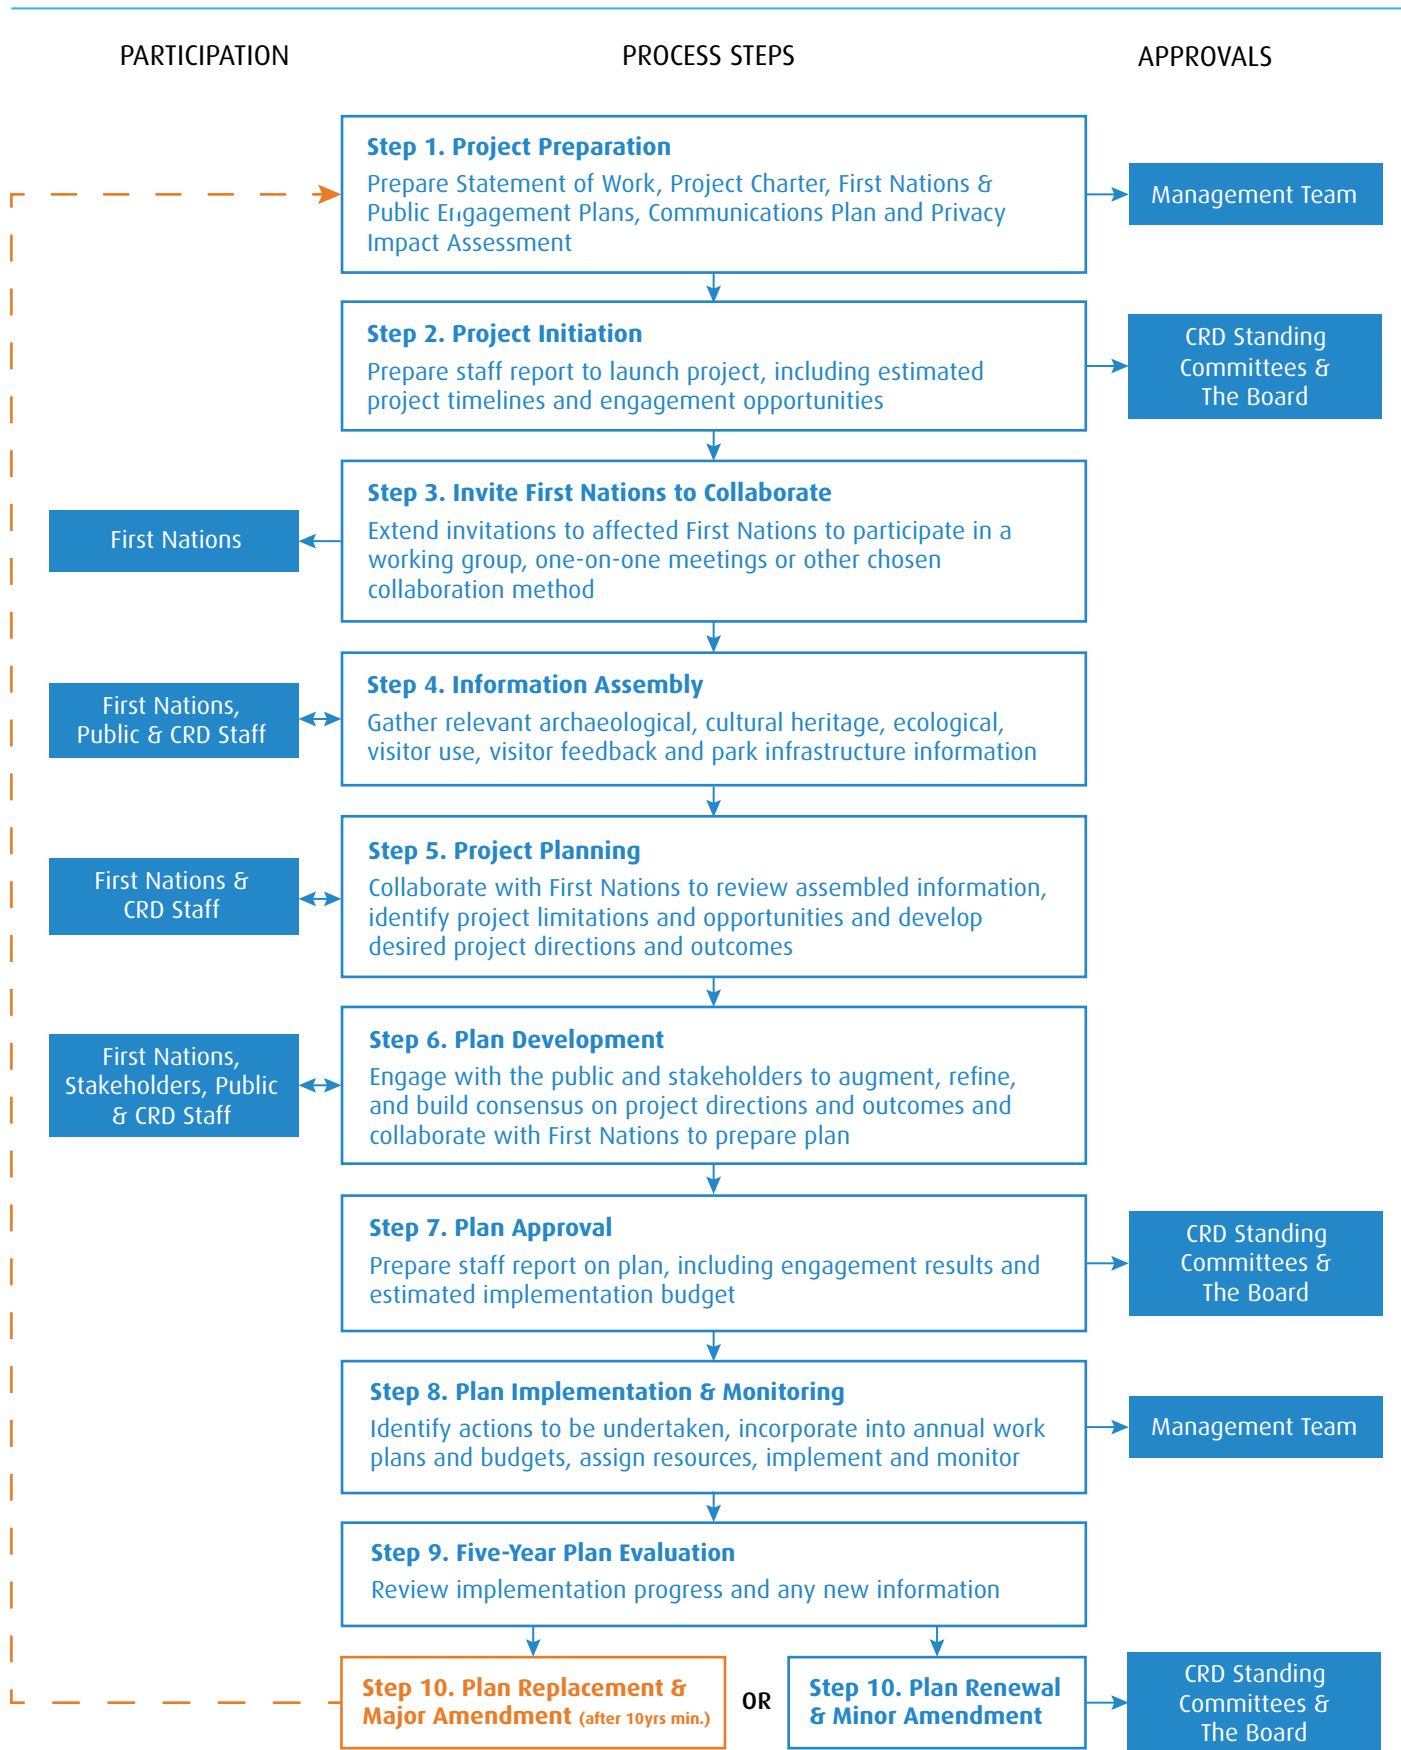 PARTICIPATION
PROCESS STEPS
APPROVALS
Step 1. Project Preparation
Prepare Statement of Work, Project Charter, First Nations &
Public Engagement Plans, Communications Plan and Privacy
Impact Assessment
Management Team
Step 2. Project Initiation
Prepare staff report to launch project, including estimated
project timelines and engagement opportunities
CRD Standing
Committees &
The Board
Step 3. Invite First Nations to Collaborate
Extend invitations to affected First Nations to participate in a
working group, one-on-one meetings or other chosen
collaboration method
First Nations
Step 4. Information Assembly
Gather relevant archaeological, cultural heritage, ecological,
visitor use, visitor feedback and park infrastructure information
First Nations,
Public & CRD Staff
Step 5. Project Planning
Collaborate with First Nations to review assembled information,
identify project limitations and opportunities and develop
desired project directions and outcomes
First Nations &
CRD Staff
Step 6. Plan Development
Engage with the public and stakeholders to augment, refine,
and build consensus on project directions and outcomes and
collaborate with First Nations to prepare plan
First Nations,
Stakeholders, Public
& CRD Staff
Step 7. Plan Approval
Prepare staff report on plan, including engagement results and
estimated implementation budget
CRD Standing
Committees &
The Board
Step 8. Plan Implementation & Monitoring
Identify actions to be undertaken, incorporate into annual work
plans and budgets, assign resources, implement and monitor
Management Team
Step 9. Five-Year Plan Evaluation
Review implementation progress and any new information
Step 10. Plan Replacement &
Major Amendment (after 10yrs min.)
OR
Step 10. Plan Renewal
& Minor Amendment
CRD Standing
Committees &
The Board